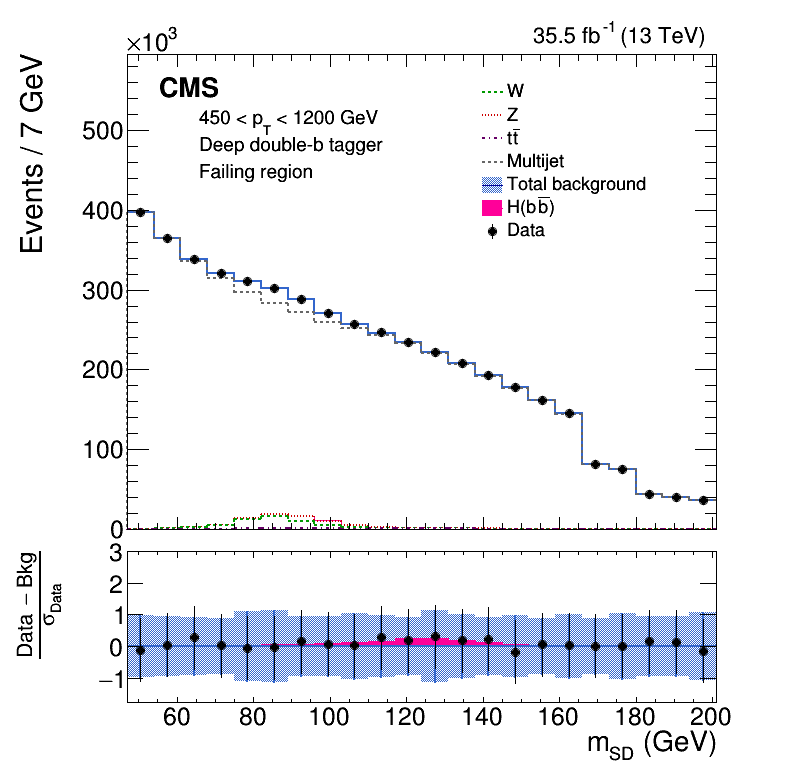 ×10³
35.5 fb⁻¹ (13 TeV)
Events / 7 GeV
CMS
450 < p_T < 1200 GeV
Deep double-b tagger
Failing region
W
Z
tt̅
Multijet
Total background
H(bb̅)
Data
500
400
300
200
100
0
Data − Bkg
σ_Data
3
2
1
0
−1
60 80 100 120 140 160 180 200
m_SD (GeV)